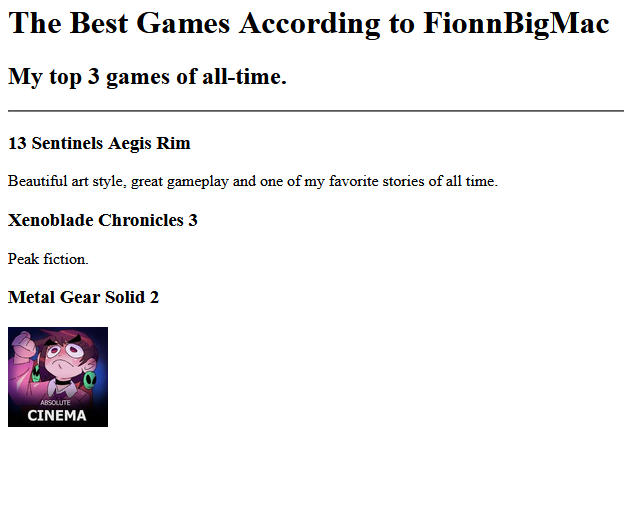 The Best Games According to FionnBigMac
My top 3 games of all-time.
13 Sentinels Aegis Rim
Beautiful art style, great gameplay and one of my favorite stories of all time.
Xenoblade Chronicles 3
Peak fiction.
Metal Gear Solid 2
ABSOLUTE
CINEMA